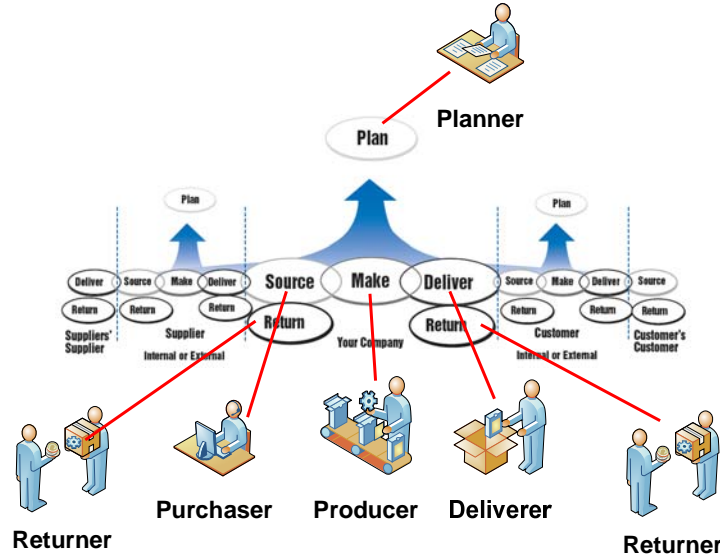 Planner
Plan
Plan
Plan
Deliver
Source
Make
Deliver
Source
Make
Deliver
Source
Make
Deliver
Source
Return
Return
Return
Return
Return
Return
Return
Return
Suppliers'
Supplier
Supplier
Internal or External
Your Company
Customer
Internal or External
Customer's
Customer
Returner
Purchaser
Producer
Deliverer
Returner